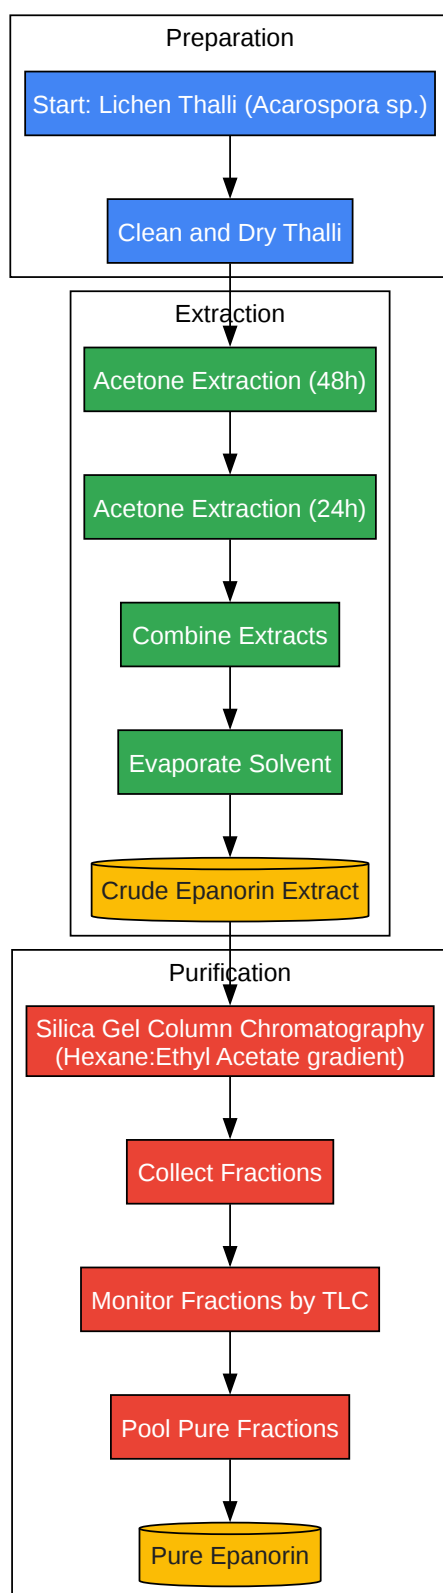 Preparation
Start: Lichen Thalli (Acarospora sp.)
Clean and Dry Thalli
Extraction
Acetone Extraction (48h)
Acetone Extraction (24h)
Combine Extracts
Evaporate Solvent
Crude Epanorin Extract
Purification
Silica Gel Column Chromatography
(Hexane:Ethyl Acetate gradient)
Collect Fractions
Monitor Fractions by TLC
Pool Pure Fractions
Pure Epanorin